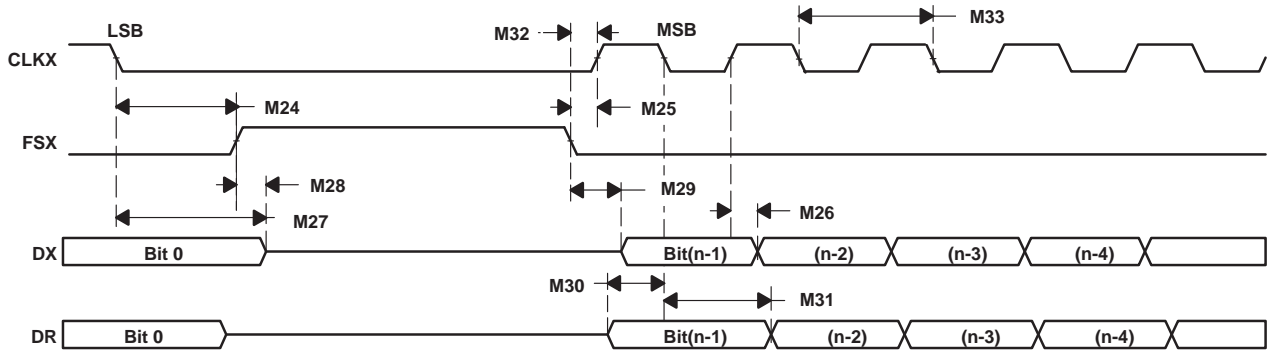 LSB M32 MSB M33
CLKX
M24 M25
FSX
M28 M29
M27 M26
DX Bit 0 Bit(n-1) (n-2) (n-3) (n-4)
M30 M31
DR Bit 0 Bit(n-1) (n-2) (n-3) (n-4)